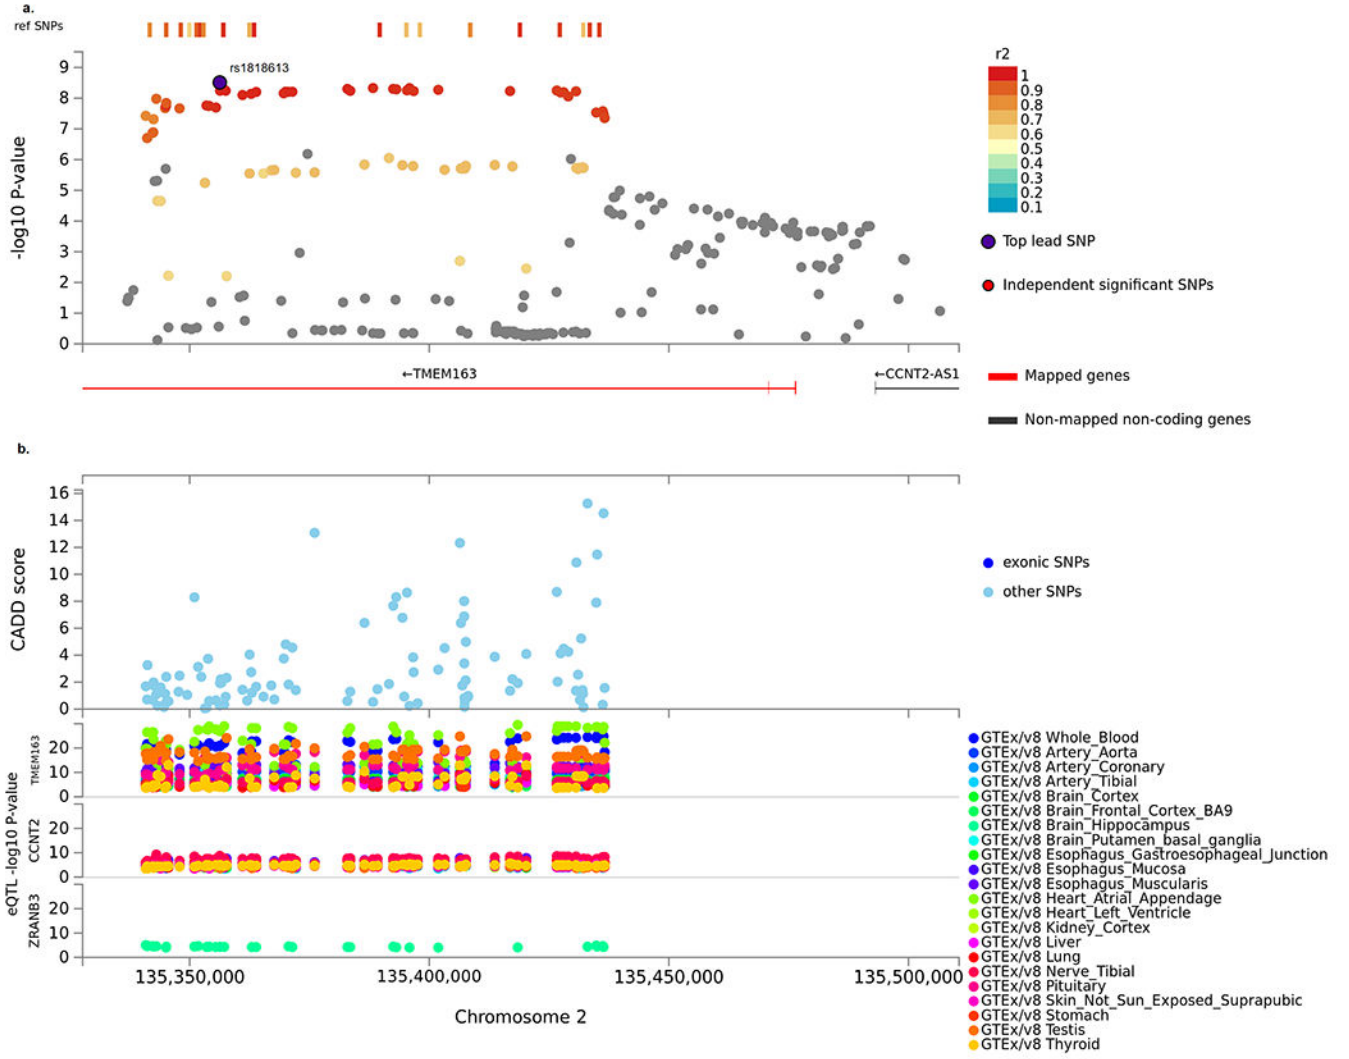 a.
ref SNPs
rs1818613
9
8
7
6
5
4
3
2
1
0
-log10 P-value
r2
1
0.9
0.8
0.7
0.6
0.5
0.4
0.3
0.2
0.1
Top lead SNP
Independent significant SNPs
←TMEM163
←CCNT2-AS1
Mapped genes
Non-mapped non-coding genes
b.
16
14
12
10
8
6
4
2
0
CADD score
exonic SNPs
other SNPs
eQTL -log10 P-value
TMEM163
20
10
0
CCNT2
20
10
0
ZRANB3
20
10
0
GTEx/v8 Whole_Blood
GTEx/v8 Artery_Aorta
GTEx/v8 Artery_Coronary
GTEx/v8 Artery_Tibial
GTEx/v8 Brain_Cortex
GTEx/v8 Brain_Frontal_Cortex_BA9
GTEx/v8 Brain_Hippocampus
GTEx/v8 Brain_Putamen_basal_ganglia
GTEx/v8 Esophagus_Gastroesophageal_Junction
GTEx/v8 Esophagus_Mucosa
GTEx/v8 Esophagus_Muscularis
GTEx/v8 Heart_Atrial_Appendage
GTEx/v8 Heart_Left_Ventricle
GTEx/v8 Kidney_Cortex
GTEx/v8 Liver
GTEx/v8 Lung
GTEx/v8 Nerve_Tibial
GTEx/v8 Pituitary
GTEx/v8 Skin_Not_Sun_Exposed_Suprapubic
GTEx/v8 Stomach
GTEx/v8 Testis
GTEx/v8 Thyroid
135,350,000 135,400,000 135,450,000 135,500,000
Chromosome 2